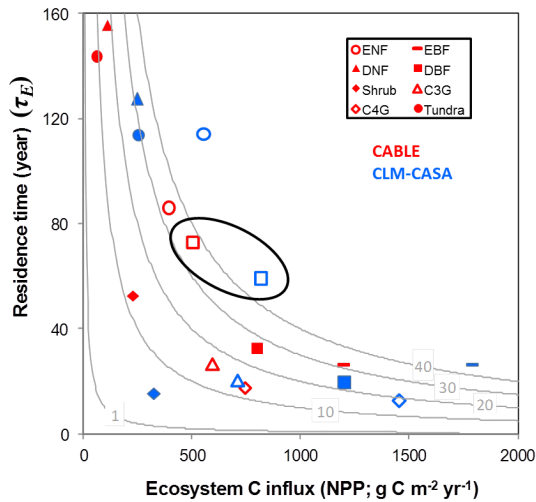 160
120
80
40
0
Residence time (year) (τE)
ENF EBF
DNF DBF
Shrub C3G
C4G Tundra
CABLE
CLM-CASA
40
30
20
10
1
0 500 1000 1500 2000
Ecosystem C influx (NPP; g C m-2 yr-1)